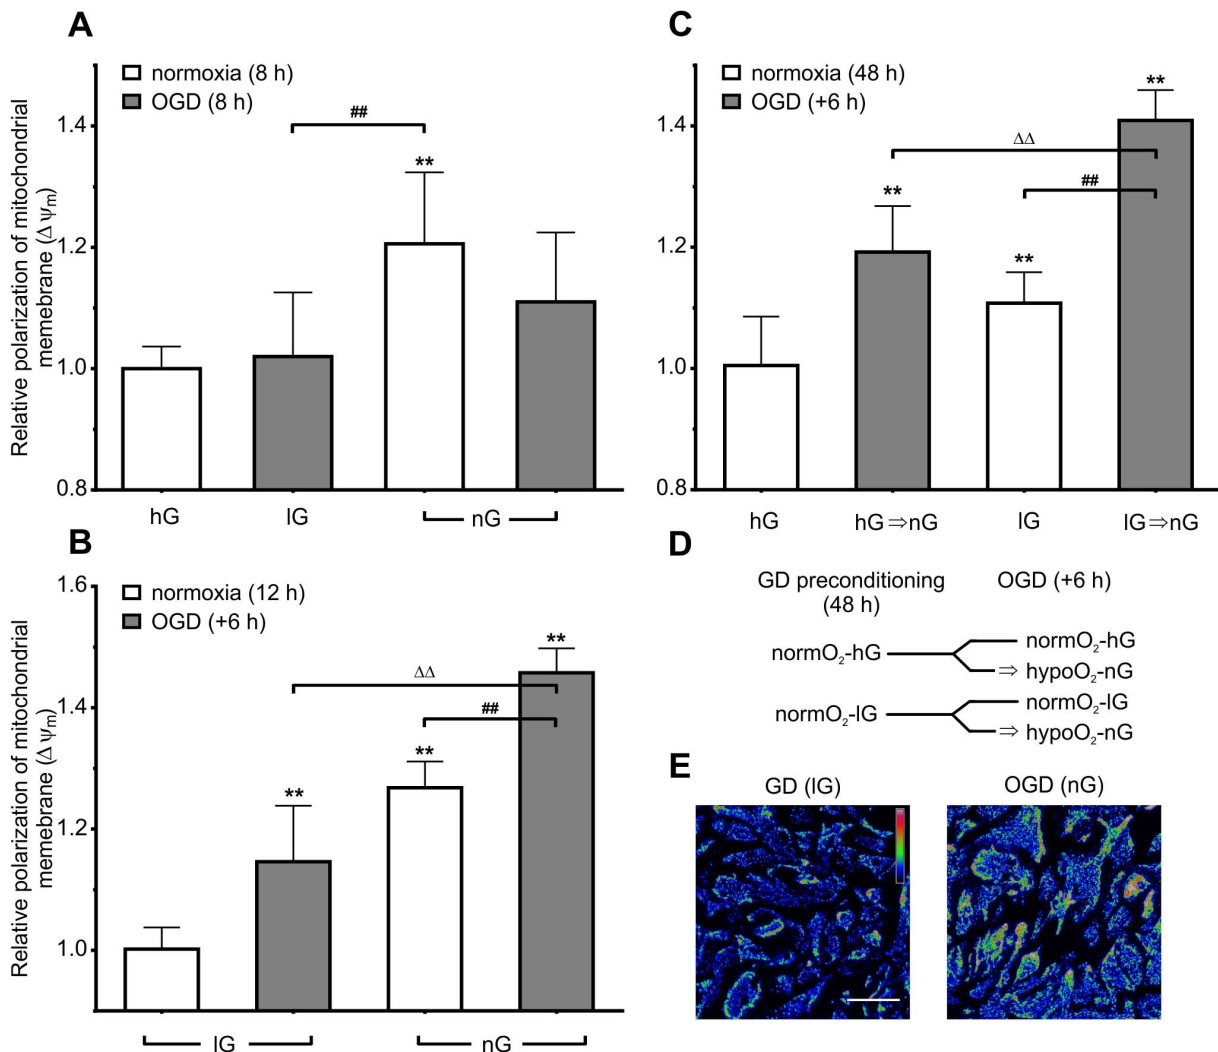 A
normoxia (8 h)
OGD (8 h)
##
**
1.4
1.2
1.0
0.8
Relative polarization of mitochondrial
memebrane (Δ ψm)
hG
lG
nG
B
normoxia (12 h)
OGD (+6 h)
**
ΔΔ
##
**
**
1.6
1.4
1.2
1.0
Relative polarization of mitochondrial
memebrane (Δ ψm)
lG
nG
C
normoxia (48 h)
OGD (+6 h)
**
ΔΔ
##
**
**
1.4
1.2
1.0
0.8
hG
hG⇒nG
lG
lG⇒nG
D
GD preconditioning
(48 h)
OGD (+6 h)
normO₂-hG
normO₂-hG
⇒ hypoO₂-nG
normO₂-lG
normO₂-lG
⇒ hypoO₂-nG
E
GD (lG)
OGD (nG)